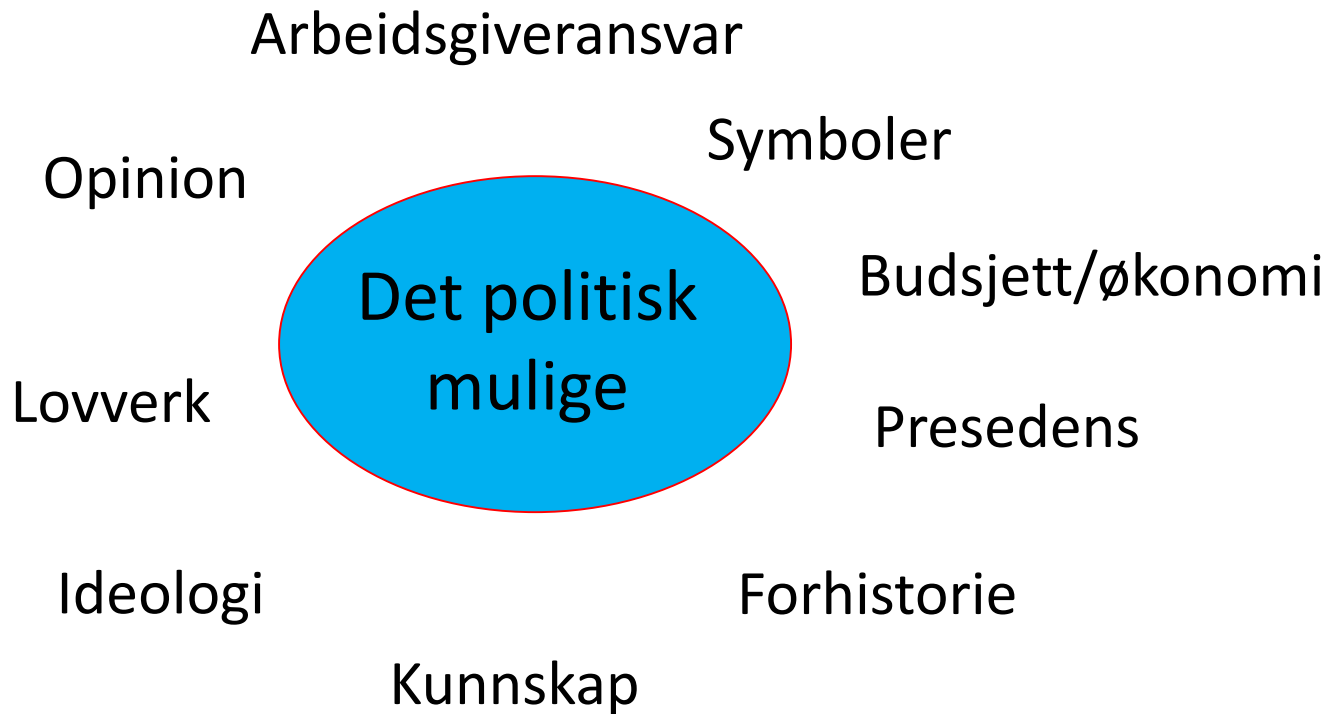 Arbeidsgiveransvar
Symboler
Opinion
Budsjett/økonomi
Det politisk
mulige
Lovverk
Presedens
Ideologi
Forhistorie
Kunnskap